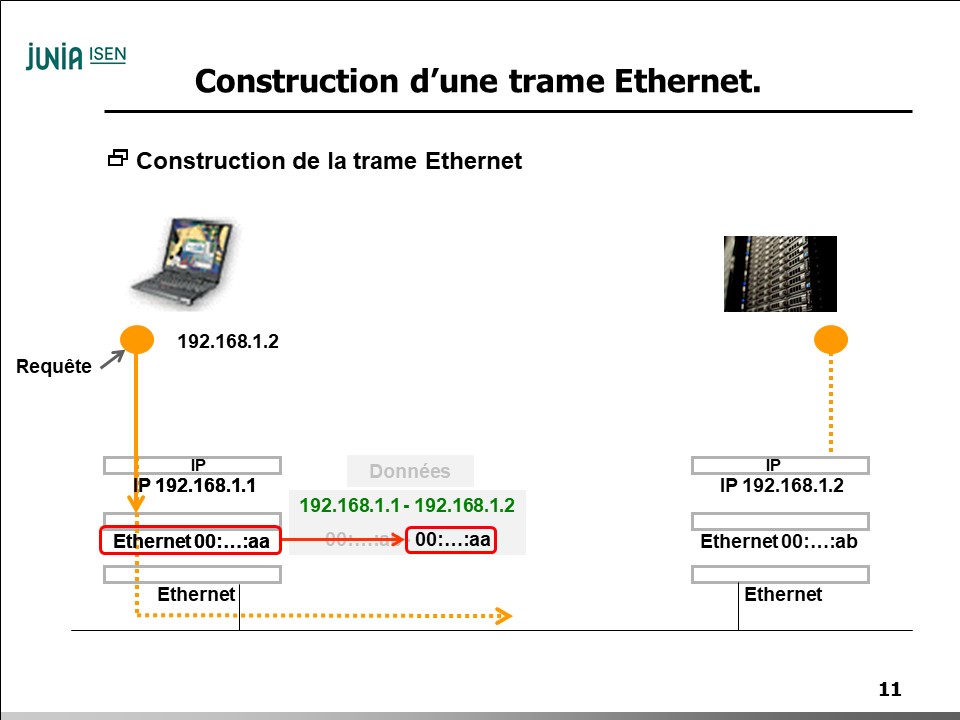 JUNIA ISEN
Construction d’une trame Ethernet.
Construction de la trame Ethernet
192.168.1.2
Requête
IP
IP 192.168.1.1
Données
192.168.1.1 - 192.168.1.2
IP
IP 192.168.1.2
Ethernet 00:…:aa
00:…:aa
Ethernet 00:…:ab
Ethernet
Ethernet
11